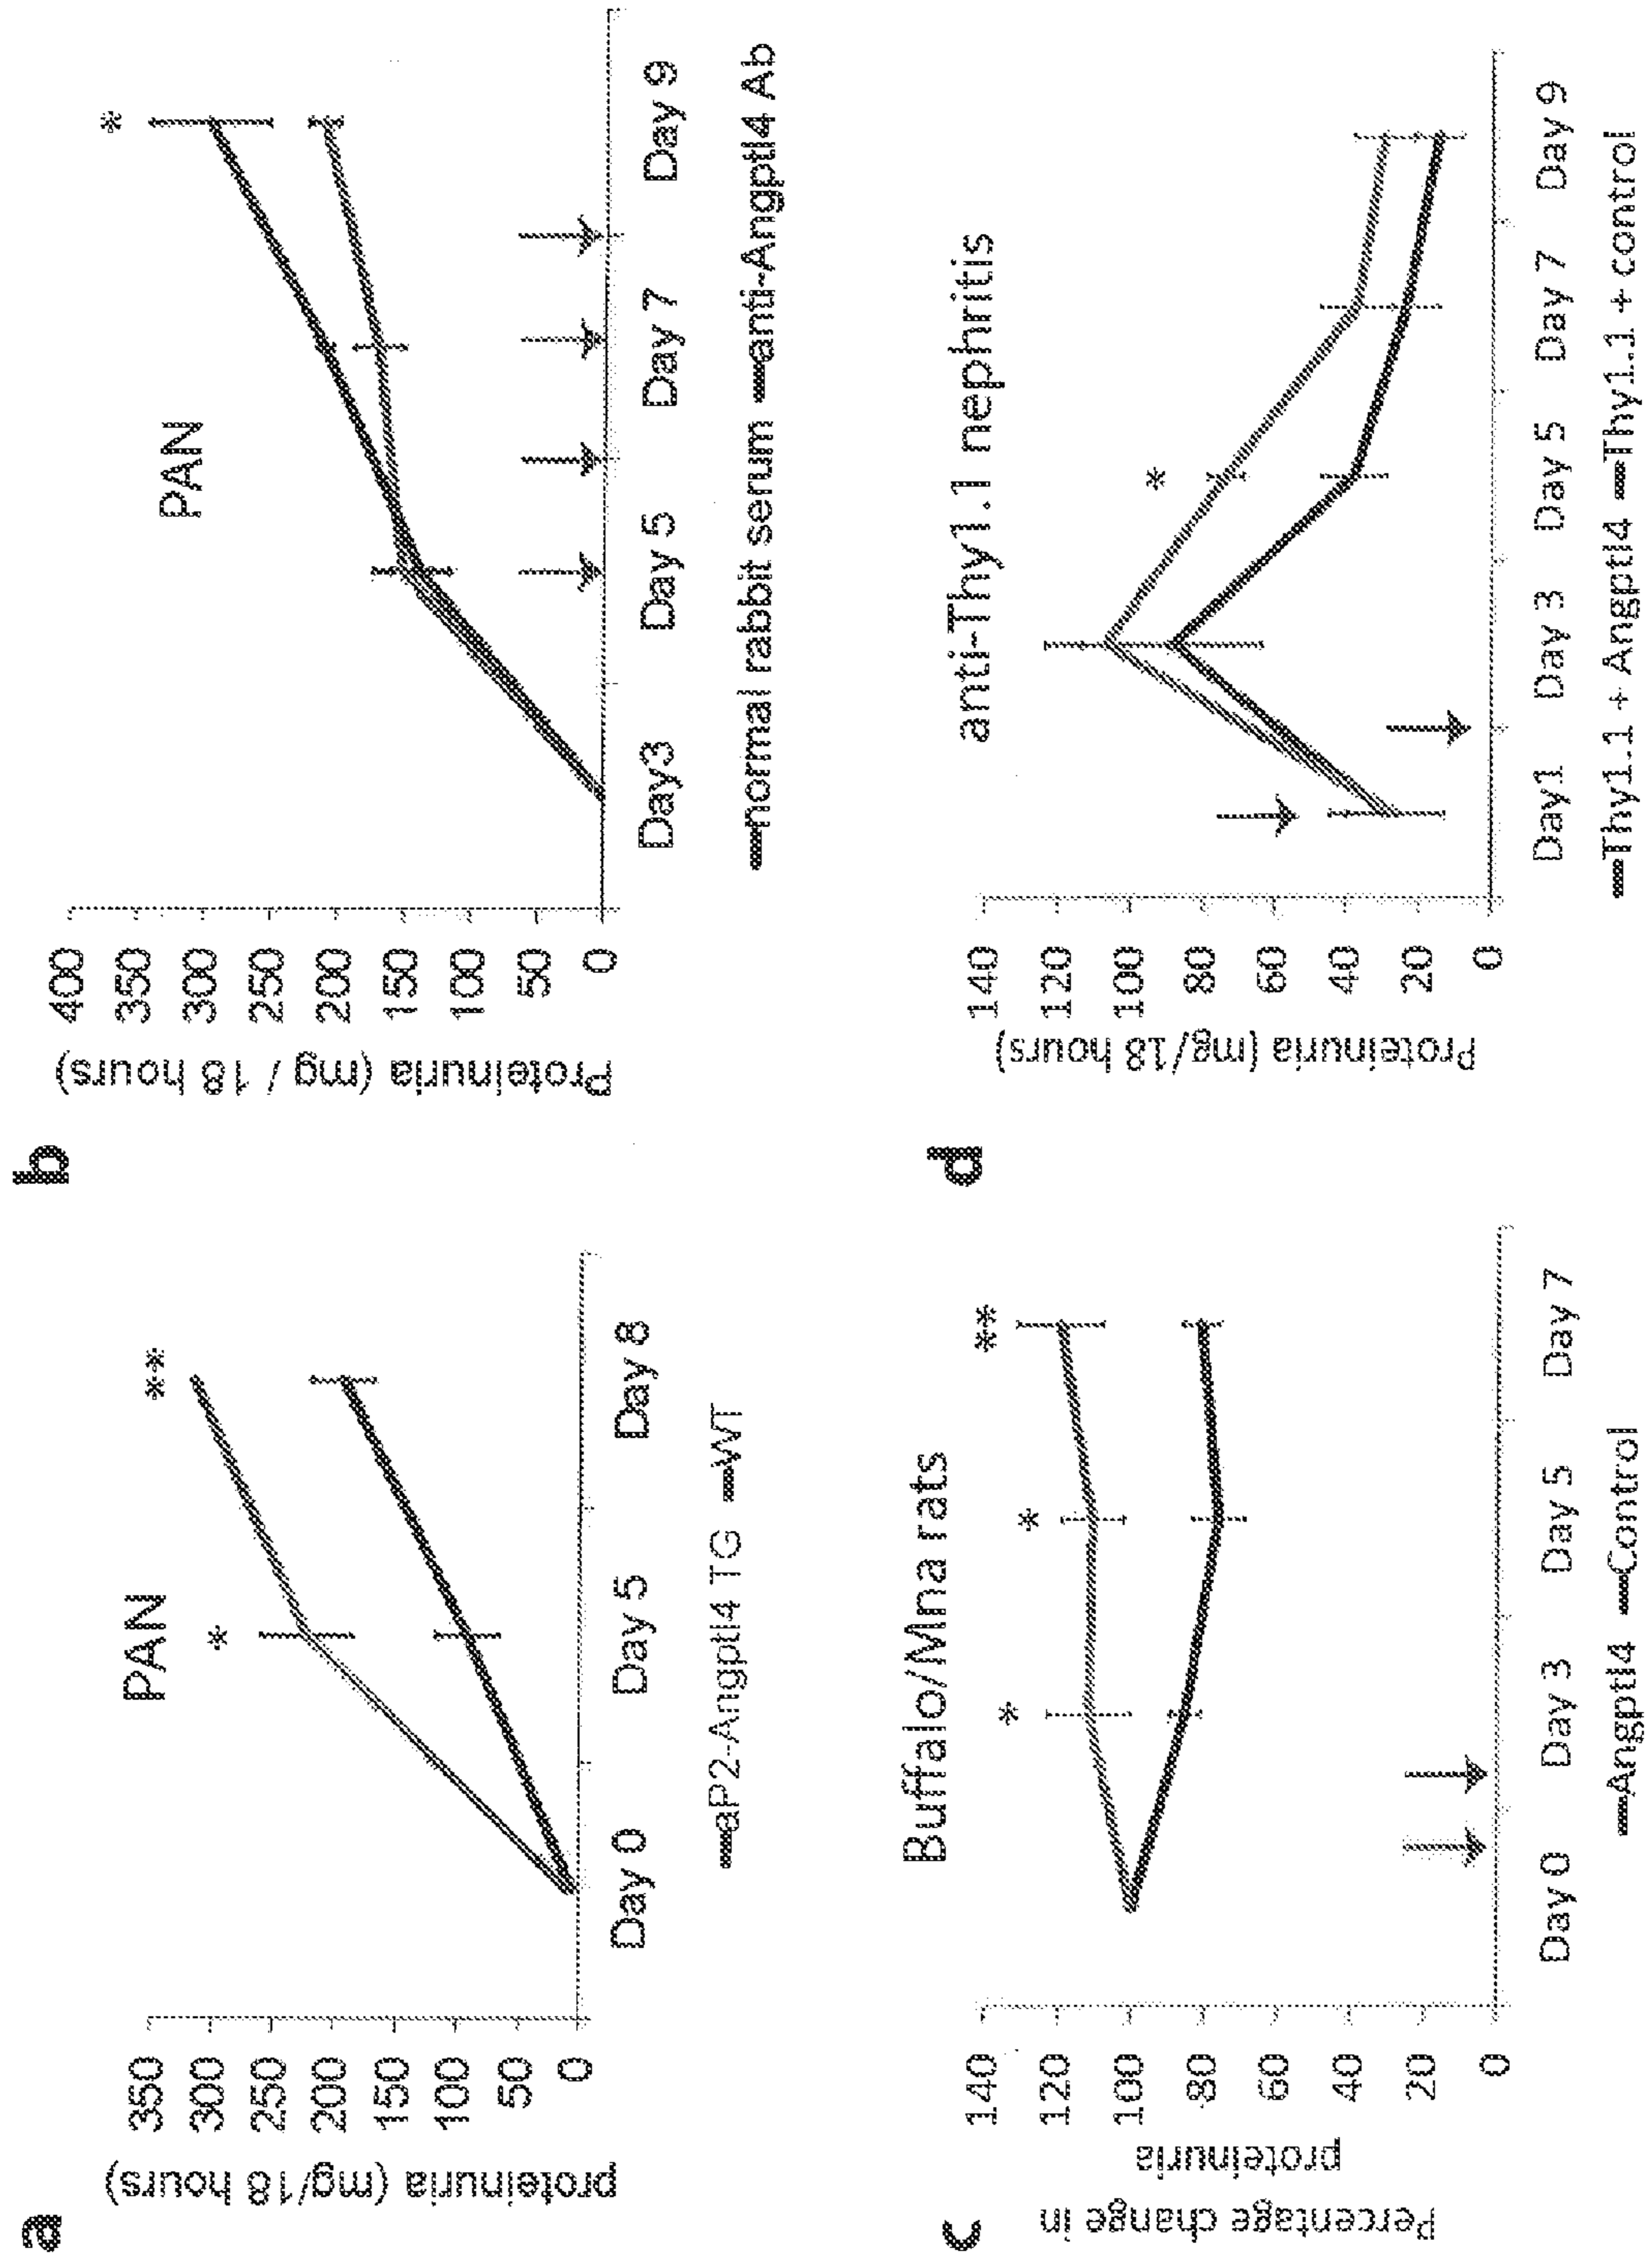 a
PAN
proteinuria (mg/18 hours)
350
300
250
200
150
100
50
0
**
*
Day 0
Day 5
Day 8
aP2-Angptl4 TG
WT
b
PAN
Proteinuria (mg / 18 hours)
400
350
300
250
200
150
100
50
0
*
Day3
Day 5
Day 7
Day 9
normal rabbit serum
anti-Angptl4 Ab
c
Buffalo/Mna rats
Percentage change in
proteinuria
140
120
100
80
60
40
20
0
*
*
**
Day 0
Day 3
Day 5
Day 7
Angptl4
Control
d
anti-Thy1.1 nephritis
Proteinuria (mg/18 hours)
140
120
100
80
60
40
20
0
*
Day1
Day 3
Day 5
Day 7
Day 9
Thy1.1 + Angptl4
Thy1.1 + control